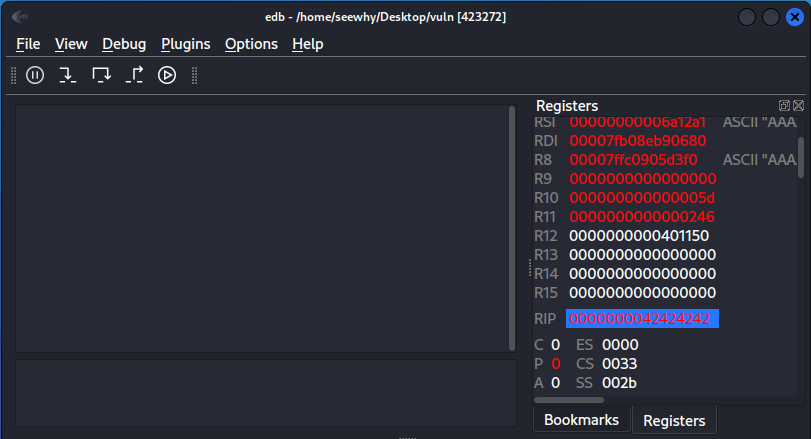 edb - /home/seewhy/Desktop/vuln [423272]
File View Debug Plugins Options Help
Registers
RSI 00000000006a12a1 ASCII "AAA
RDI 00007fb08eb90680
R8 00007ffc0905d3f0 ASCII "AAA
R9 0000000000000000
R10 000000000000005d
R11 0000000000000246
R12 0000000000401150
R13 0000000000000000
R14 0000000000000000
R15 0000000000000000
RIP 0000000042424242
C 0 ES 0000
P 0 CS 0033
A 0 SS 002b
Bookmarks Registers